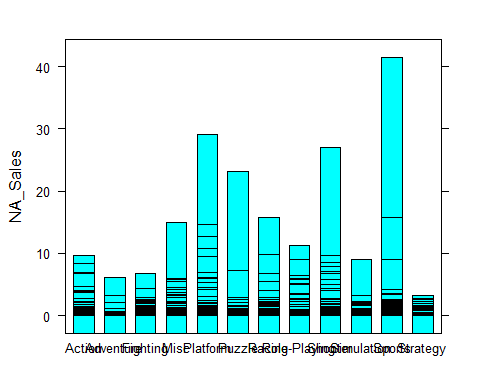 40
30
20
10
0
NA_Sales
Action
Adventure
Fighting
Misc
Platform
Puzzle
Racing
Role-Playing
Shooter
Simulation
Sports
Strategy